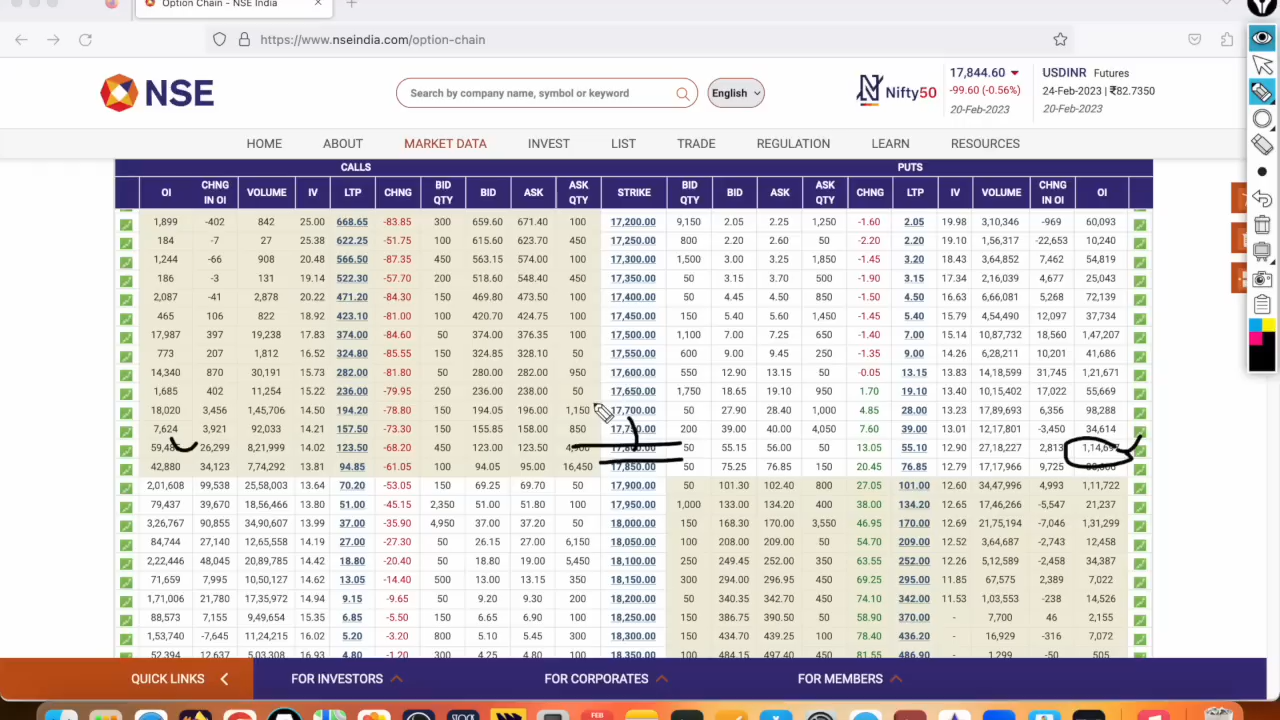 Option Chain - NSE India
https://www.nseindia.com/option-chain
NSE
Search by company name, symbol or keyword
English
Nifty50
17,844.60
-99.60 (-0.56%)
20-Feb-2023
USDINR Futures
24-Feb-2023 | ₹82.7350
20-Feb-2023
HOME ABOUT MARKET DATA INVEST LIST TRADE REGULATION LEARN RESOURCES
CALLS PUTS
OI CHNG IN OI VOLUME IV LTP CHNG BID QTY BID ASK ASK QTY STRIKE BID QTY BID ASK ASK QTY CHNG LTP IV VOLUME CHNG IN OI OI
1,899 -402 842 25.00 668.65 -83.85 300 659.60 671.40 100 17,200.00 9,150 2.05 2.25 1,250 -1.60 2.05 19.98 3,10,346 -969 60,093
184 -7 27 25.38 622.25 -51.75 100 615.60 623.70 450 17,250.00 800 2.20 2.60 50 -2.20 2.20 19.10 1,56,317 -22,653 10,240
1,244 -66 908 20.48 566.50 -87.35 450 563.15 574.00 100 17,300.00 1,500 3.00 3.25 1,850 -1.45 3.20 18.43 3,64,852 7,462 54,819
186 -3 131 19.14 522.30 -57.70 200 518.60 548.40 450 17,350.00 50 3.15 3.70 50 -1.90 3.15 17.34 2,16,039 4,677 25,043
2,087 -41 2,878 20.22 471.20 -84.30 100 469.80 473.50 100 17,400.00 50 4.45 4.50 850 -1.50 4.50 16.63 6,66,081 5,268 72,139
465 106 822 18.92 423.10 -81.00 100 420.70 424.75 100 17,450.00 150 5.40 5.60 1,450 -1.45 5.40 15.79 4,54,490 12,097 37,734
17,987 397 19,238 17.83 374.00 -84.60 50 374.00 376.35 100 17,500.00 1,100 7.00 7.25 650 -1.40 7.00 15.14 10,87,732 18,560 1,47,207
773 207 1,812 16.52 324.80 -85.55 150 324.85 328.10 50 17,550.00 600 9.00 9.45 250 -1.35 9.00 14.26 6,28,211 10,201 41,686
14,340 870 30,191 15.73 282.00 -81.80 50 280.00 282.00 950 17,600.00 550 12.90 13.15 50 -0.05 13.15 13.83 14,18,599 31,745 1,21,671
1,685 402 11,254 15.22 236.00 -79.95 250 236.00 238.00 50 17,650.00 1,750 18.65 19.10 950 1.70 19.10 13.40 10,15,402 17,022 55,669
18,020 3,456 1,45,706 14.50 194.20 -78.80 150 194.05 196.00 1,150 17,700.00 50 27.90 28.40 1,000 4.85 28.00 13.23 17,89,693 6,356 98,288
7,624 3,921 92,033 14.21 157.50 -73.30 150 155.85 158.00 850 200 39.00 40.00 4,050 7.60 39.00 13.01 12,17,801 -3,450 34,614
26,299 8,21,999 14.02 123.50 -68.20 450 123.00 123.50 50 55.15 56.00 50 13.05 55.10 12.90 27,18,227 2,813
42,880 34,123 7,74,292 13.81 94.85 -61.05 100 94.05 95.00 16,450 17,850.00 50 75.25 76.85 150 20.45 76.85 12.79 17,17,966 9,725
2,01,608 99,538 25,58,003 13.64 70.20 -53.05 150 69.25 69.70 50 17,900.00 50 101.30 102.40 800 27.05 101.00 12.60 34,47,996 4,993 1,11,722
79,437 39,670 18,56,466 13.80 51.00 -45.15 2,350 51.00 51.80 100 17,950.00 1,000 133.00 134.20 400 38.00 134.20 12.65 17,46,266 -5,547 21,237
3,26,767 90,855 34,90,607 13.99 37.00 -35.90 4,950 37.00 37.20 50 18,000.00 150 168.30 170.00 3,550 46.95 170.00 12.69 21,75,194 -7,046 1,31,299
84,744 27,140 12,65,558 14.19 27.00 -27.30 50 26.15 27.00 6,150 18,050.00 100 208.00 209.00 50 54.70 209.00 12.52 3,64,687 -2,743 12,458
2,22,446 48,045 20,89,785 14.42 18.80 -20.40 50 18.80 19.00 5,450 18,100.00 100 249.45 252.00 350 63.55 252.00 12.26 5,12,589 -2,458 34,387
71,659 7,995 10,50,127 14.62 13.05 -14.40 500 13.00 13.15 350 18,150.00 300 294.00 296.95 450 69.25 295.00 11.85 67,575 2,389 7,022
1,71,006 21,780 17,35,972 14.94 9.15 -9.65 50 9.20 9.30 200 18,200.00 50 340.35 342.70 450 74.10 342.00 11.53 1,03,553 -238 14,526
88,573 7,155 9,49,654 15.35 6.85 -5.50 150 6.65 6.90 100 18,250.00 100 386.75 390.50 50 58.90 370.00 - 7,700 46 2,155
1,53,740 -7,645 11,24,215 16.02 5.20 -3.20 800 5.10 5.45 300 18,300.00 150 434.70 439.25 100 78.40 436.20 - 16,929 -316 7,072
52,394 12,637 5,03,308 16.93 4.80 -1.20 300 4.25 4.80 100 18,350.00 100 484.15 497.40 450 81.55 486.90 - 1,299 -50 505
QUICK LINKS FOR INVESTORS FOR CORPORATES FOR MEMBERS
FEB